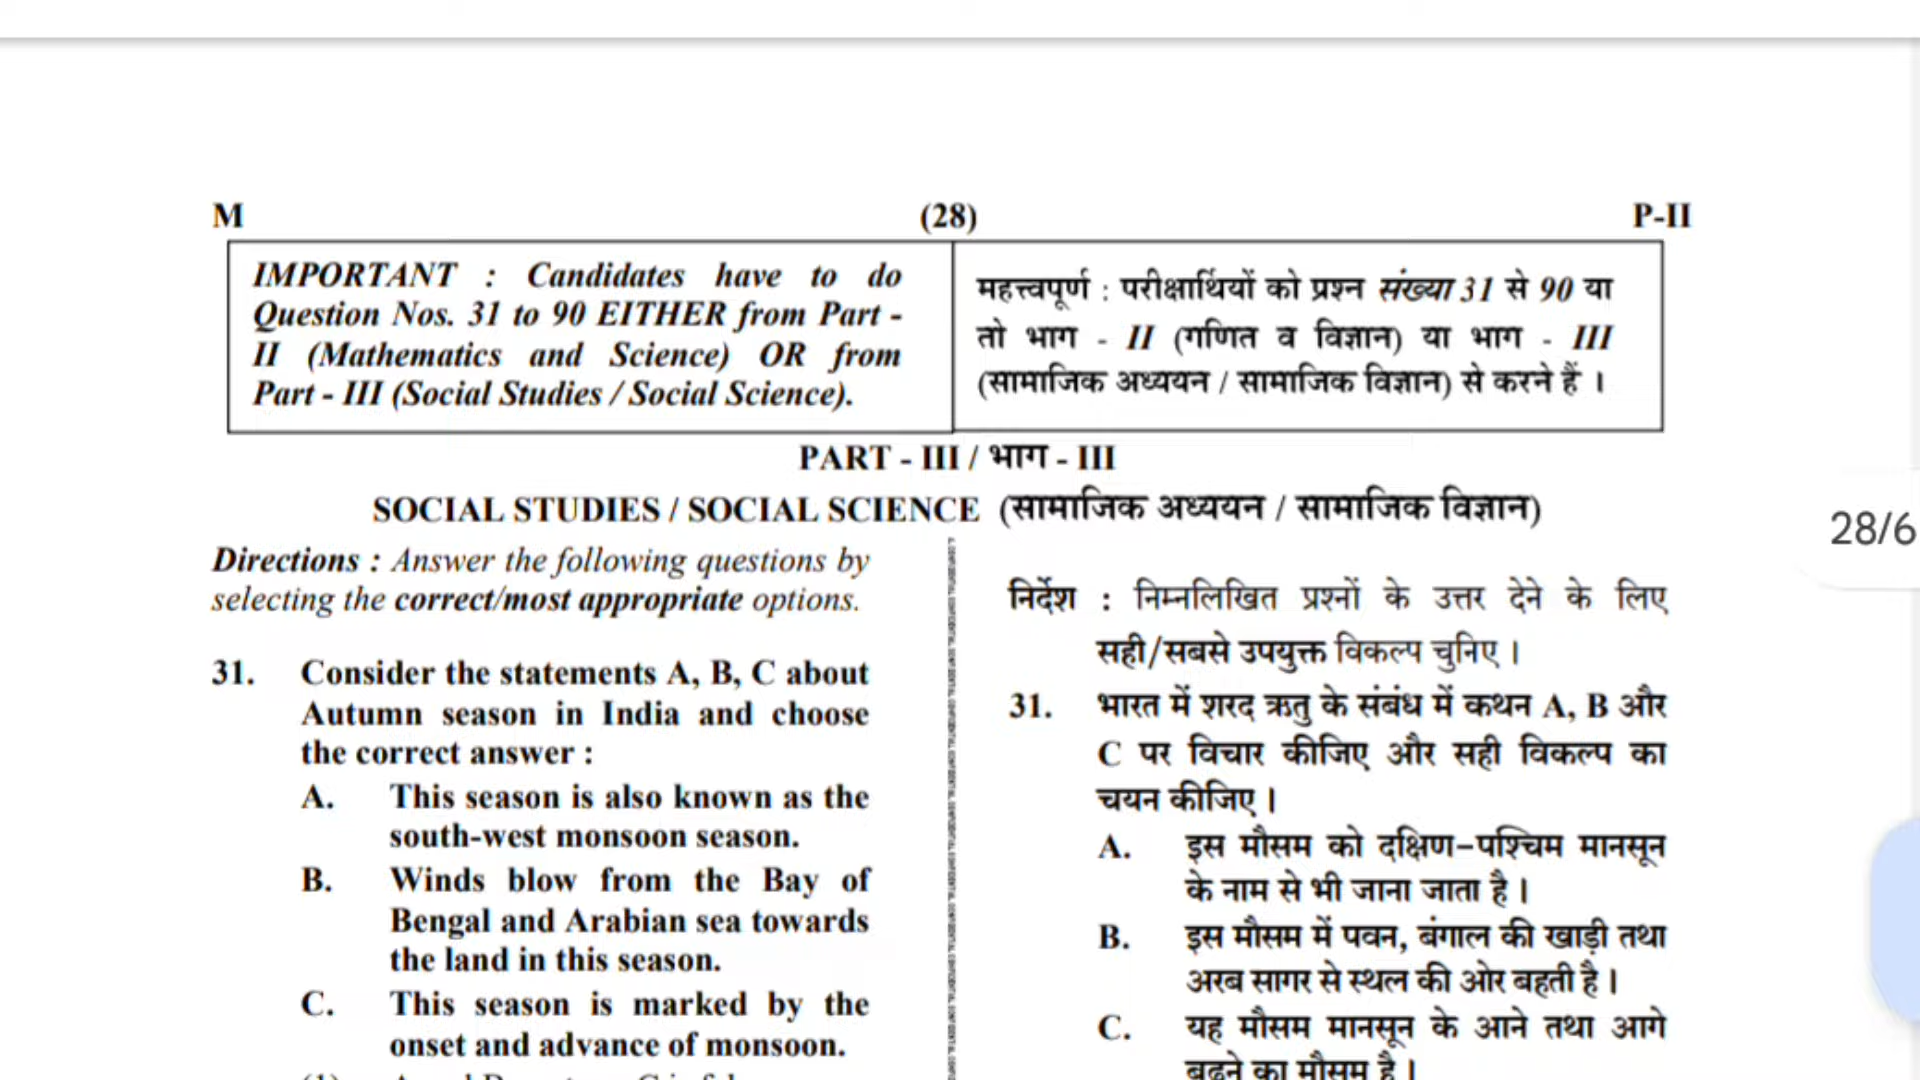 M (28) P-II
IMPORTANT : Candidates have to do
Question Nos. 31 to 90 EITHER from Part -
II (Mathematics and Science) OR from
Part - III (Social Studies / Social Science).
महत्त्वपूर्ण : परीक्षार्थियों को प्रश्न संख्या 31 से 90 या
तो भाग - II (गणित व विज्ञान) या भाग - III
(सामाजिक अध्ययन / सामाजिक विज्ञान) से करने हैं ।
PART - III / भाग - III
SOCIAL STUDIES / SOCIAL SCIENCE (सामाजिक अध्ययन / सामाजिक विज्ञान)
28/6
Directions : Answer the following questions by
selecting the correct/most appropriate options.
31. Consider the statements A, B, C about
Autumn season in India and choose
the correct answer :
A. This season is also known as the
south-west monsoon season.
B. Winds blow from the Bay of
Bengal and Arabian sea towards
the land in this season.
C. This season is marked by the
onset and advance of monsoon.
निर्देश : निम्नलिखित प्रश्नों के उत्तर देने के लिए
सही/सबसे उपयुक्त विकल्प चुनिए ।
31. भारत में शरद ऋतु के संबंध में कथन A, B और
C पर विचार कीजिए और सही विकल्प का
चयन कीजिए ।
A. इस मौसम को दक्षिण-पश्चिम मानसून
के नाम से भी जाना जाता है ।
B. इस मौसम में पवन, बंगाल की खाड़ी तथा
अरब सागर से स्थल की ओर बहती है ।
C. यह मौसम मानसून के आने तथा आगे
बढ़ने का मौसम है ।